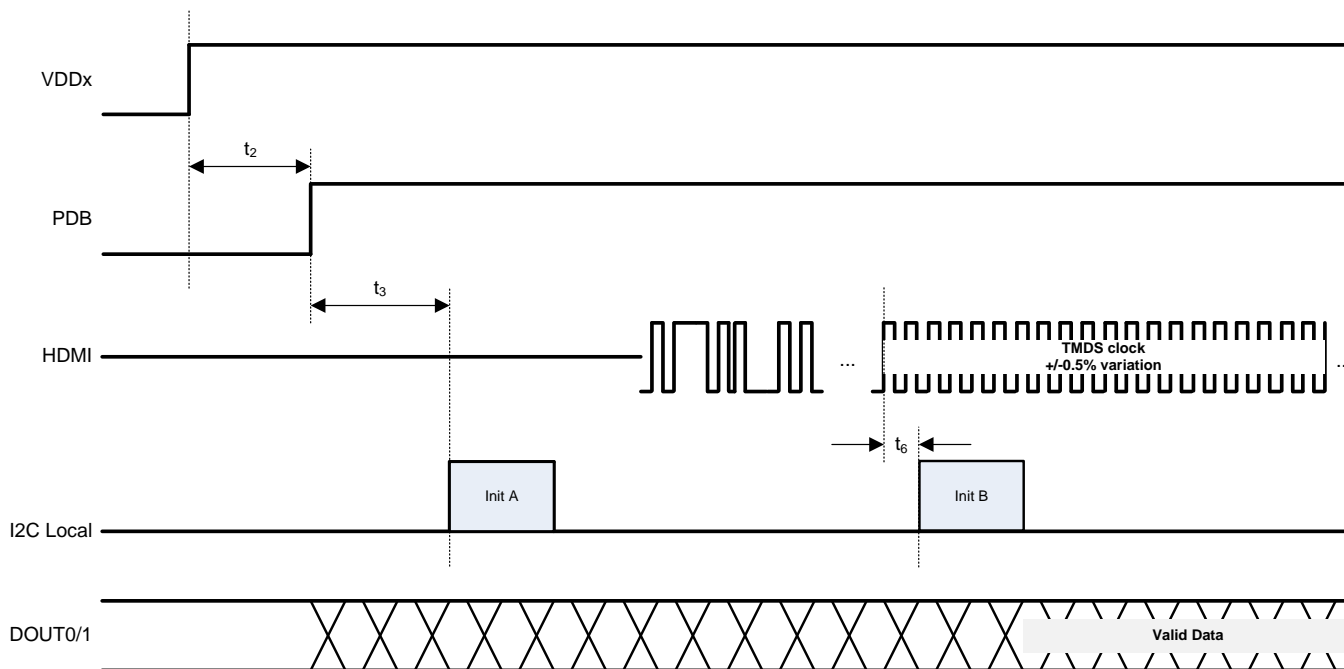 VDDx
t2
PDB
t3
HDMI
...
TMDS clock
+/-0.5% variation
...
t6
Init A
Init B
I2C Local
DOUT0/1
Valid Data